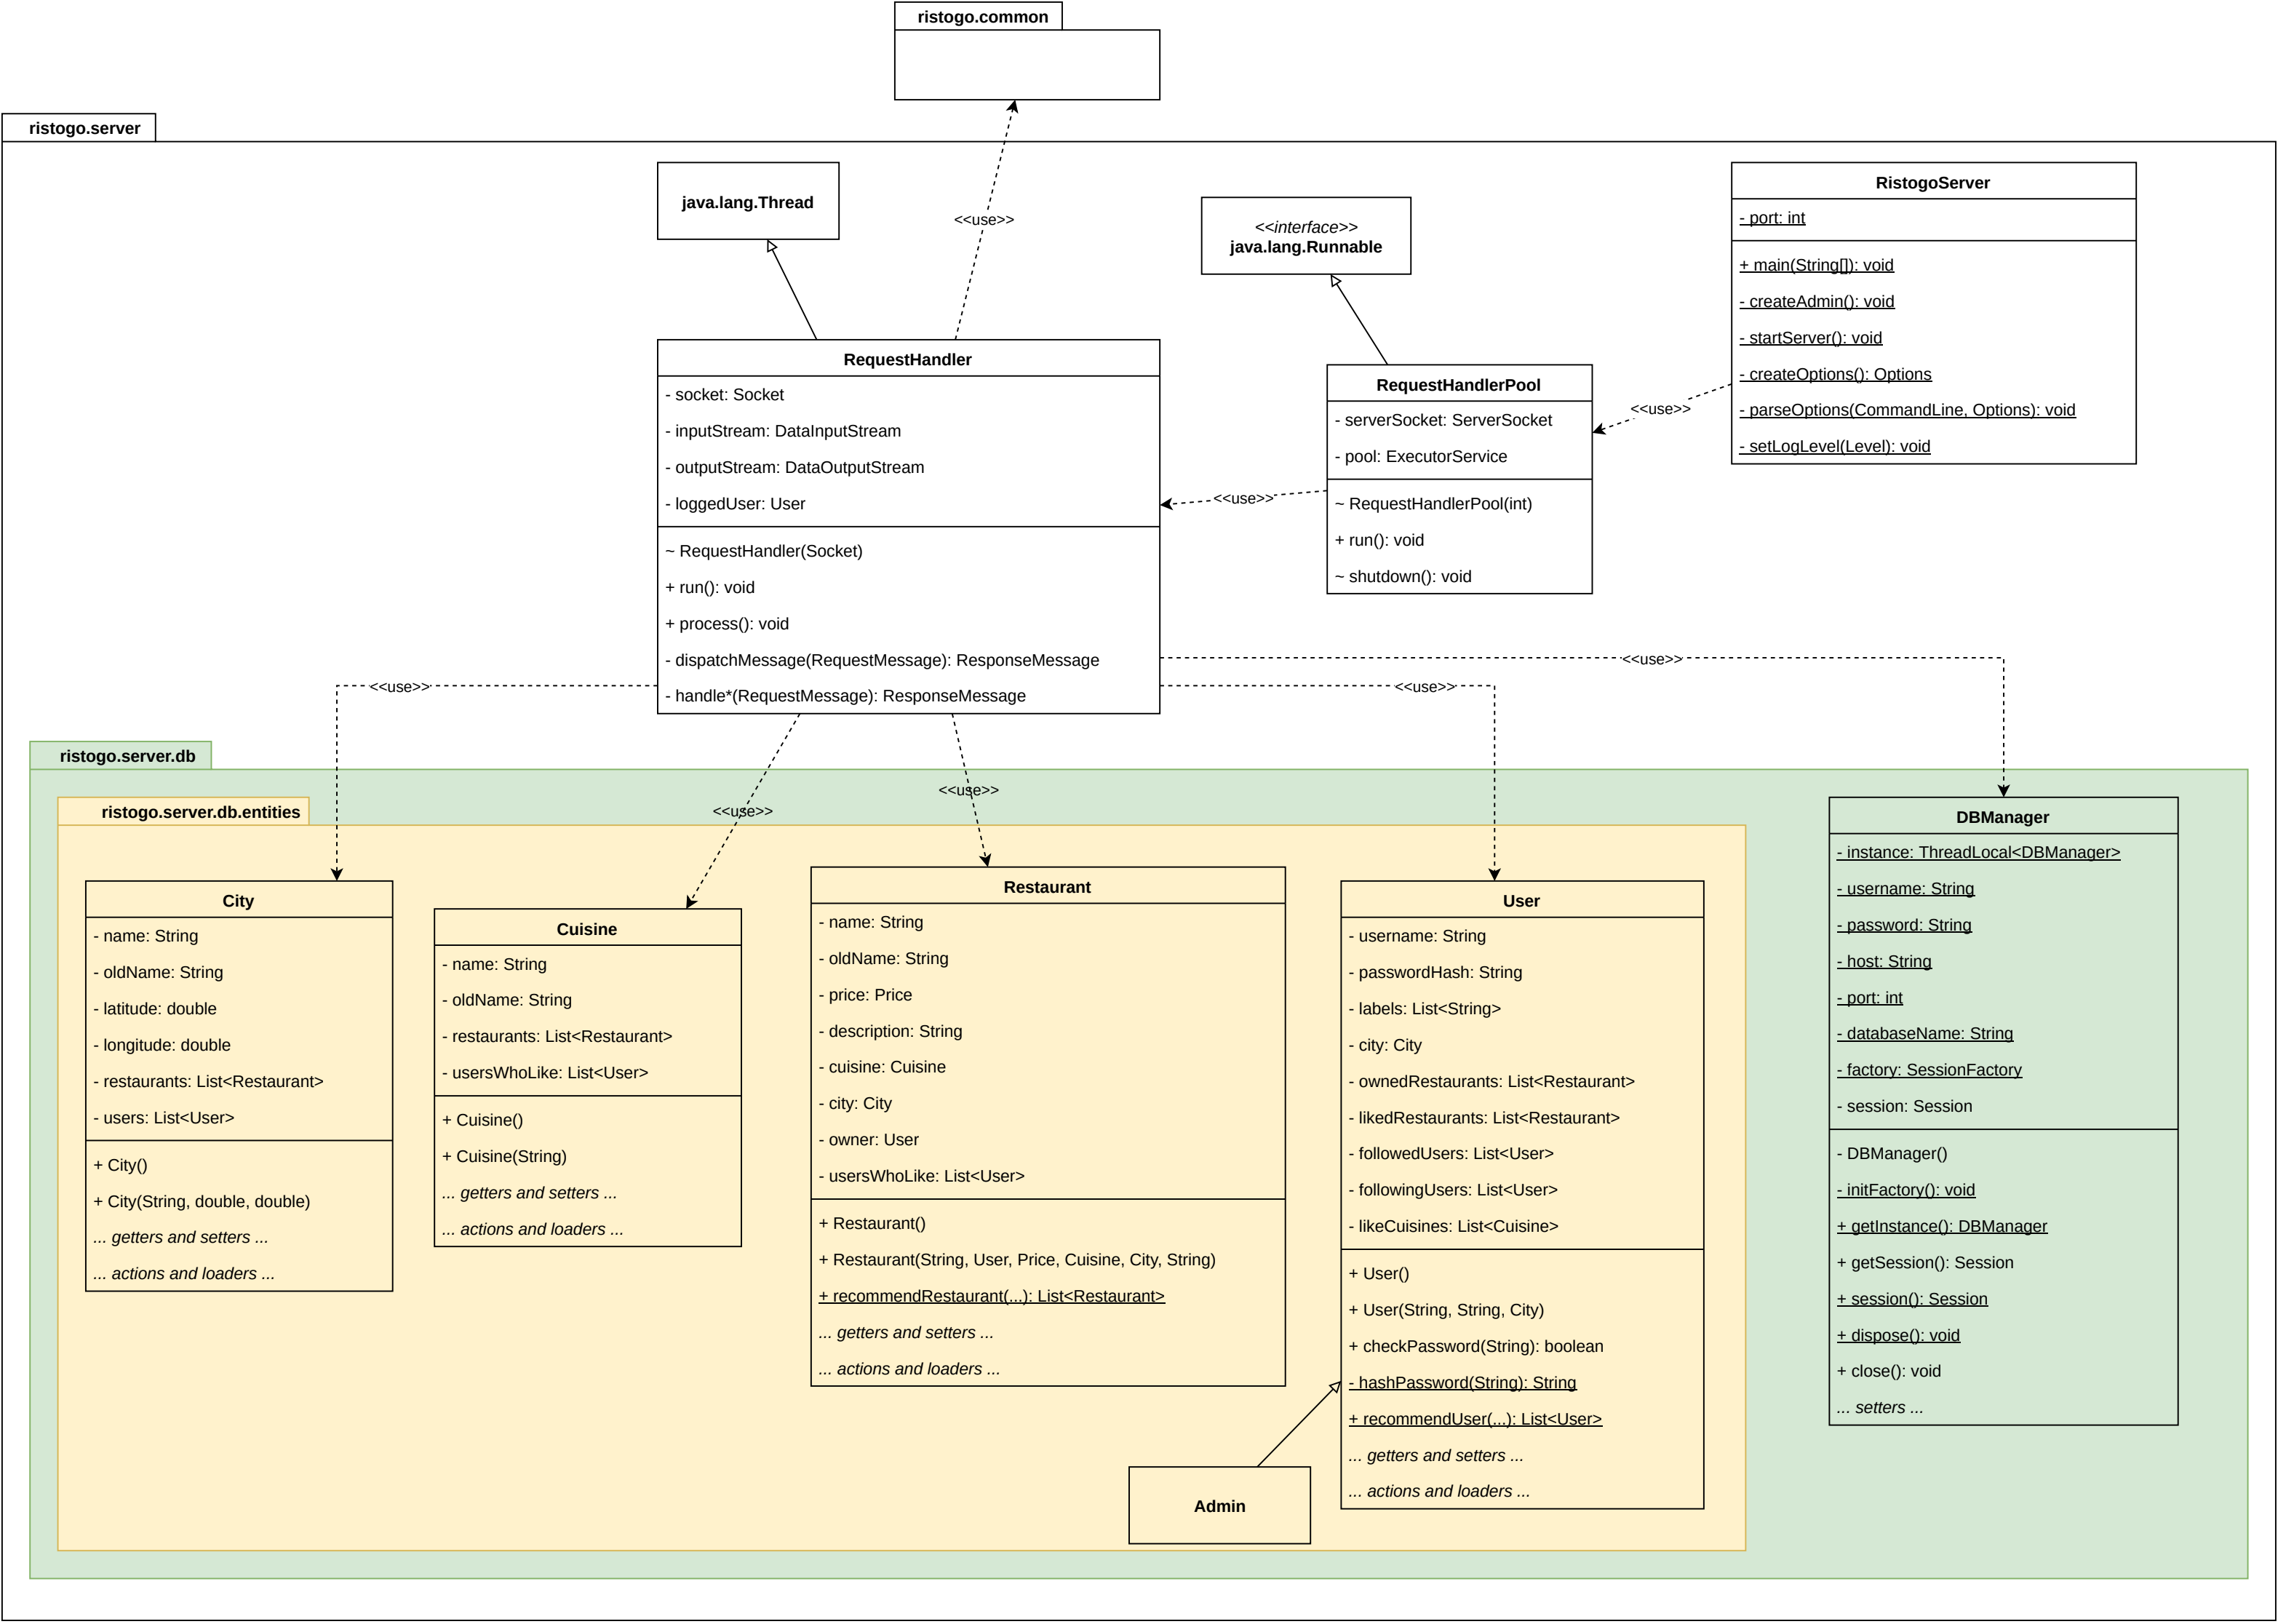 ristogo.common
ristogo.server
java.lang.Thread
<<use>>
<<interface>>
java.lang.Runnable
RistogoServer
- port: int
+ main(String[]): void
- createAdmin(): void
- startServer(): void
- createOptions(): Options
- parseOptions(CommandLine, Options): void
- setLogLevel(Level): void
RequestHandler
- socket: Socket
- inputStream: DataInputStream
- outputStream: DataOutputStream
- loggedUser: User
~ RequestHandler(Socket)
+ run(): void
+ process(): void
- dispatchMessage(RequestMessage): ResponseMessage
- handle*(RequestMessage): ResponseMessage
<<use>>
RequestHandlerPool
- serverSocket: ServerSocket
- pool: ExecutorService
~ RequestHandlerPool(int)
+ run(): void
~ shutdown(): void
<<use>>
<<use>>
<<use>>
<<use>>
<<use>>
<<use>>
ristogo.server.db
ristogo.server.db.entities
City
- name: String
- oldName: String
- latitude: double
- longitude: double
- restaurants: List<Restaurant>
- users: List<User>
+ City()
+ City(String, double, double)
... getters and setters ...
... actions and loaders ...
Cuisine
- name: String
- oldName: String
- restaurants: List<Restaurant>
- usersWhoLike: List<User>
+ Cuisine()
+ Cuisine(String)
... getters and setters ...
... actions and loaders ...
Restaurant
- name: String
- oldName: String
- price: Price
- description: String
- cuisine: Cuisine
- city: City
- owner: User
- usersWhoLike: List<User>
+ Restaurant()
+ Restaurant(String, User, Price, Cuisine, City, String)
+ recommendRestaurant(...): List<Restaurant>
... getters and setters ...
... actions and loaders ...
User
- username: String
- passwordHash: String
- labels: List<String>
- city: City
- ownedRestaurants: List<Restaurant>
- likedRestaurants: List<Restaurant>
- followedUsers: List<User>
- followingUsers: List<User>
- likeCuisines: List<Cuisine>
+ User()
+ User(String, String, City)
+ checkPassword(String): boolean
- hashPassword(String): String
+ recommendUser(...): List<User>
... getters and setters ...
... actions and loaders ...
Admin
DBManager
- instance: ThreadLocal<DBManager>
- username: String
- password: String
- host: String
- port: int
- databaseName: String
- factory: SessionFactory
- session: Session
- DBManager()
- initFactory(): void
+ getInstance(): DBManager
+ getSession(): Session
+ session(): Session
+ dispose(): void
+ close(): void
... setters ...